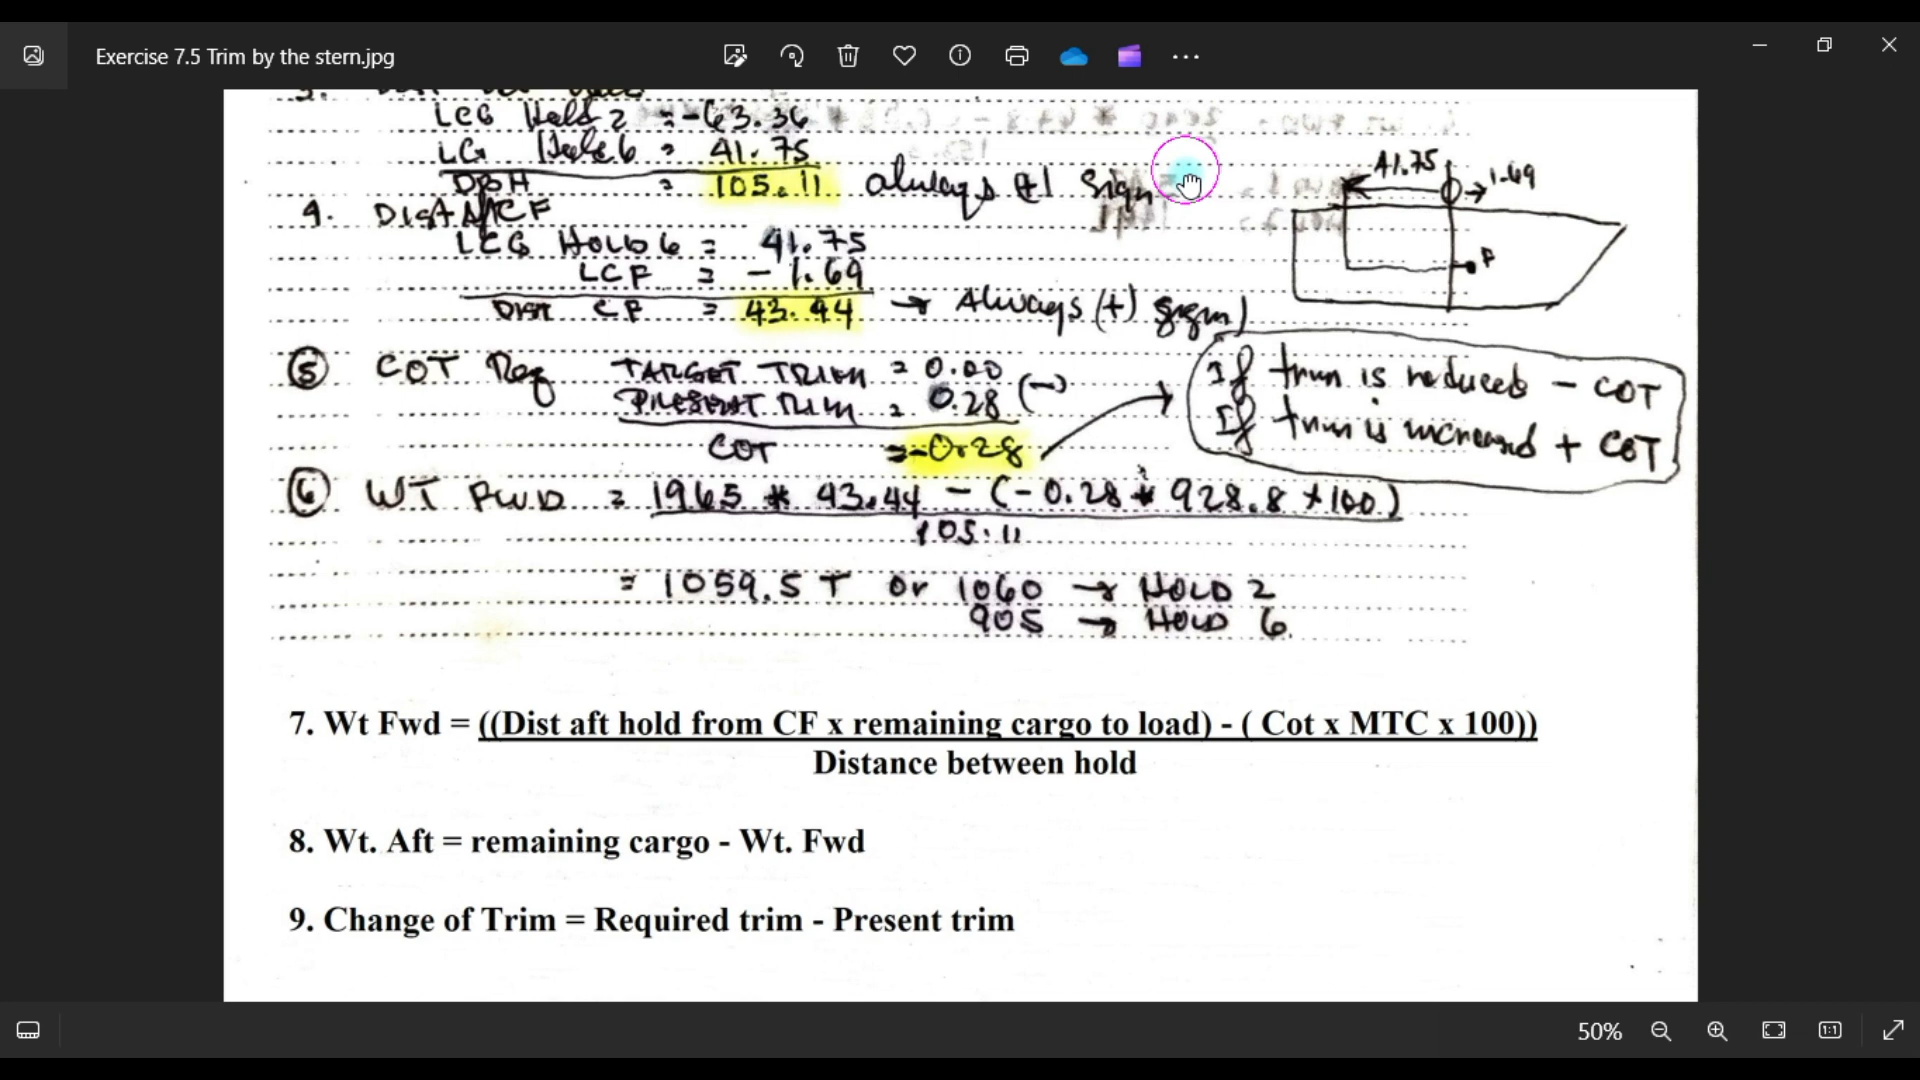 Exercise 7.5 Trim by the stern.jpg
LCG Hold 2 = -63.36
LCG Hold 6 = 41.75
DBH = 105.11 always (+) sign
4. DIST A/CF
LCG HOLD 6 = 41.75
LCF = -1.69
DIST CF = 43.44 → Always (+) sign
41.75
1.69
F
5 COT Req TARGET TRIM = 0.00
PRESENT TRIM = 0.28 (-)
COT = -0.28
If trim is reduced - COT
If trim is increased + COT
6 WT FWD = 1965 * 43.44 - (-0.28 * 928.8 * 100)
105.11
= 1059.5 T or 1060 → HOLD 2
905 → HOLD 6.
7. Wt Fwd = ((Dist aft hold from CF x remaining cargo to load) - ( Cot x MTC x 100))
Distance between hold
8. Wt. Aft = remaining cargo - Wt. Fwd
9. Change of Trim = Required trim - Present trim
50%
1:1